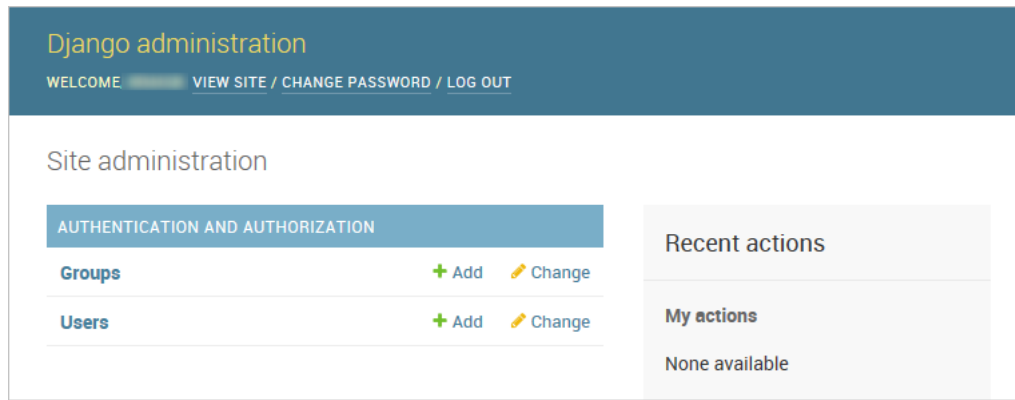 Django administration
WELCOME, VIEW SITE / CHANGE PASSWORD / LOG OUT
Site administration
AUTHENTICATION AND AUTHORIZATION
Groups + Add Change
Users + Add Change
Recent actions
My actions
None available